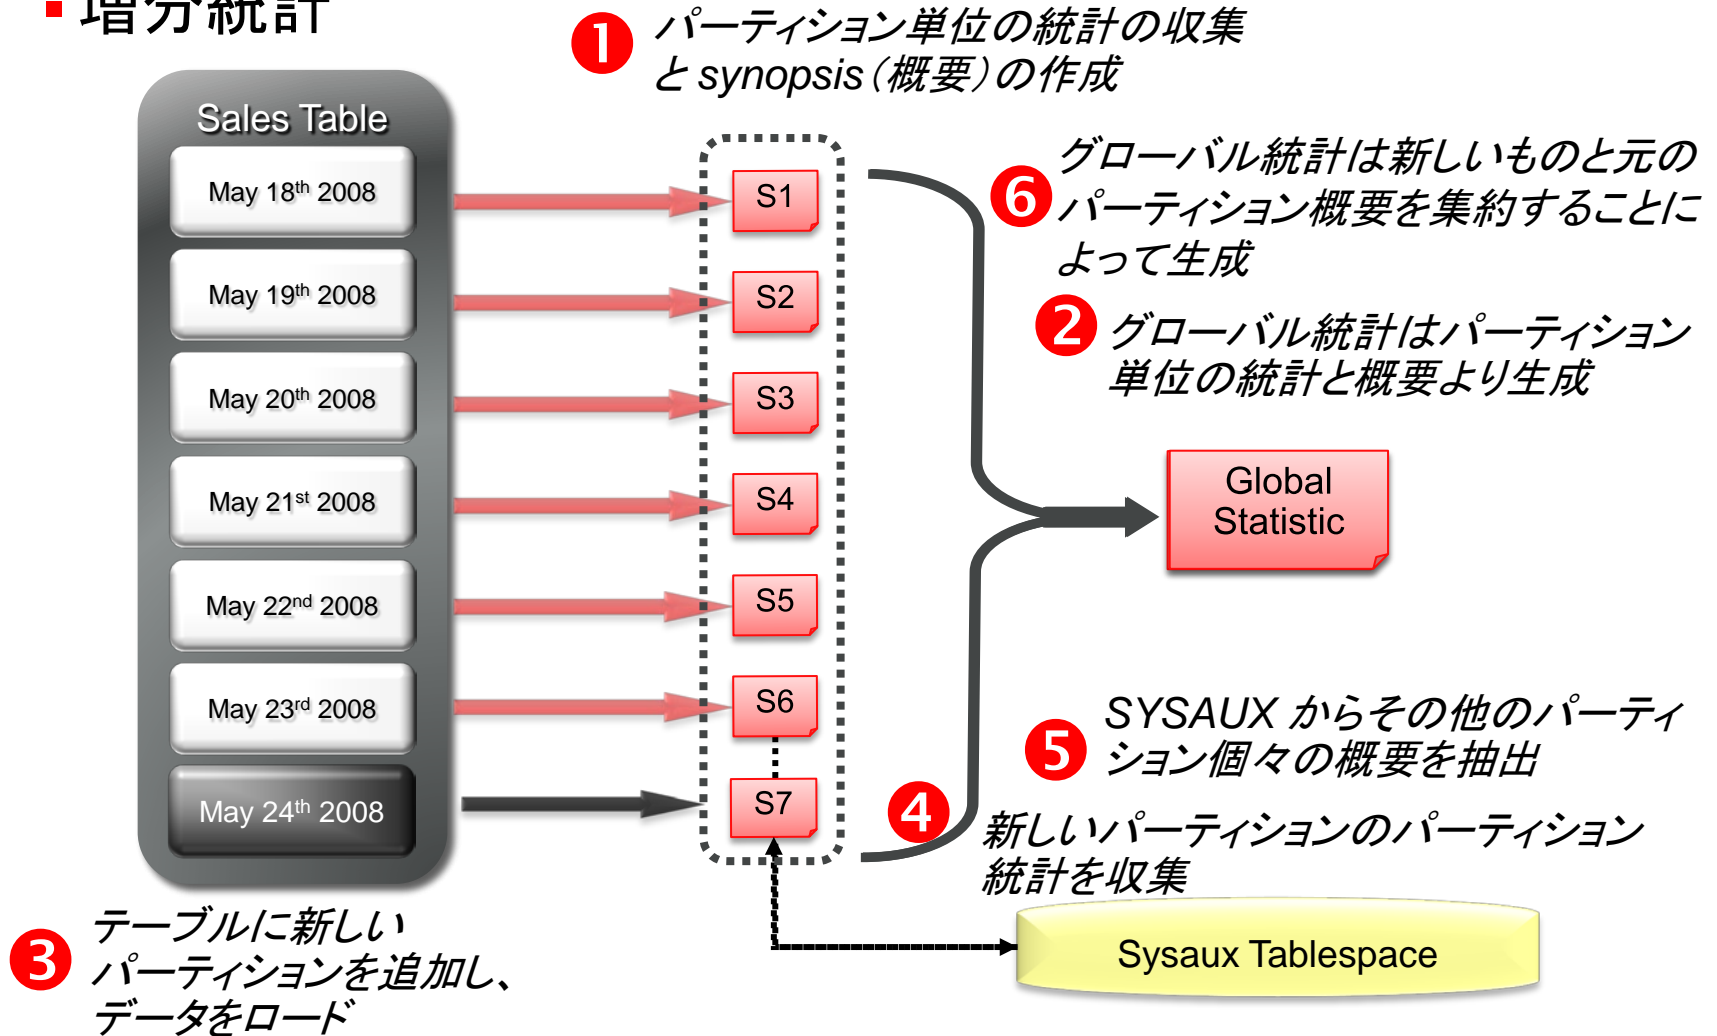 増分統計
❶ パーティション単位の統計の収集
と synopsis（概要）の作成
Sales Table
May 18th 2008
May 19th 2008
May 20th 2008
May 21st 2008
May 22nd 2008
May 23rd 2008
May 24th 2008
S1
S2
S3
S4
S5
S6
S7
❻ グローバル統計は新しいものと元の
パーティション概要を集約することに
よって生成
❷ グローバル統計はパーティション
単位の統計と概要より生成
Global
Statistic
❺ SYSAUX からその他のパーティ
ション個々の概要を抽出
❹ 新しいパーティションのパーティション
統計を収集
Sysaux Tablespace
❸ テーブルに新しい
パーティションを追加し、
データをロード